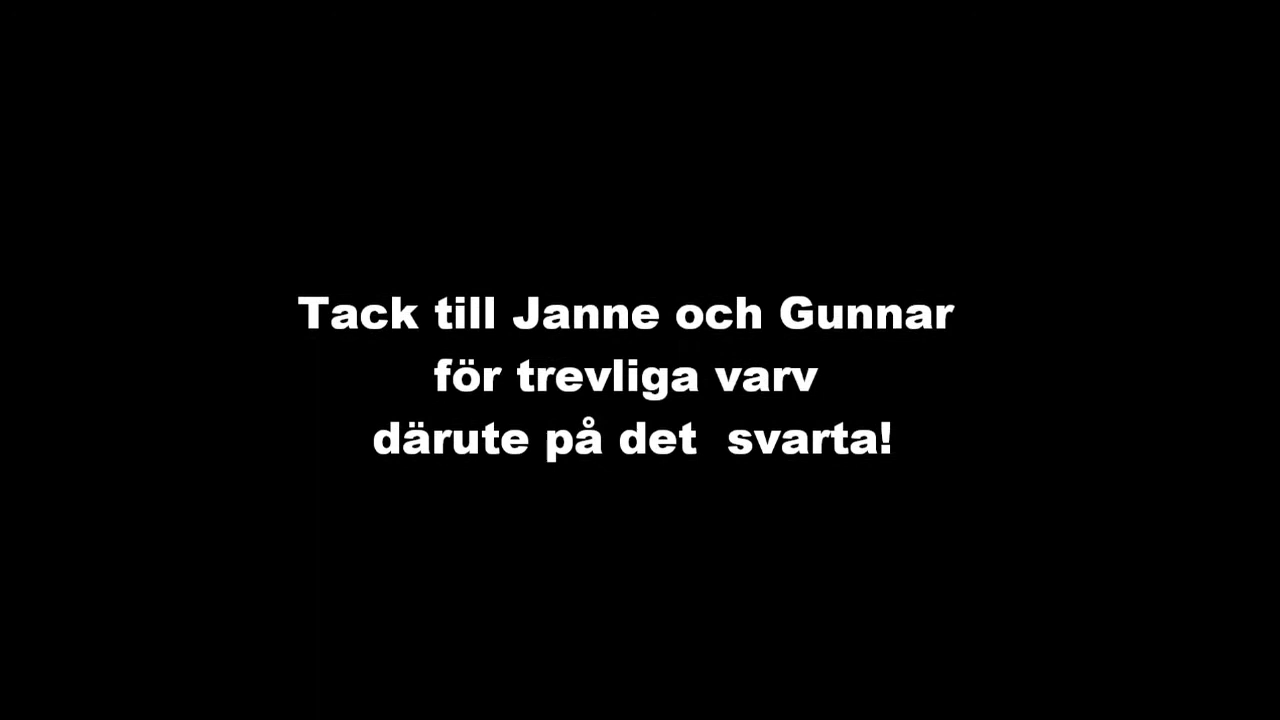 Tack till Janne och Gunnar
för trevliga varv
därute på det  svarta!